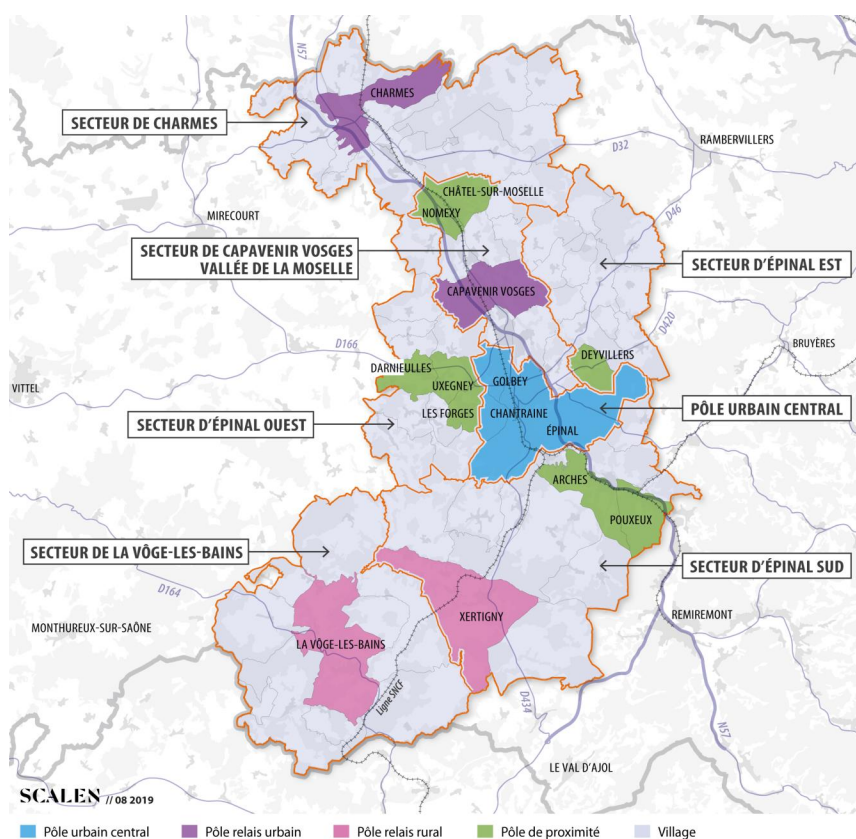 N57
CHARMES
SECTEUR DE CHARMES
D32
RAMBERVILLERS
CHÂTEL-SUR-MOSELLE
NOMEXY
MIRECOURT
D46
SECTEUR DE CAPAVENIR VOSGES
VALLÉE DE LA MOSELLE
SECTEUR D'ÉPINAL EST
CAPAVENIR VOSGES
D420
BRUYÈRES
D166
DEYVILLERS
DARNIEULLES
GOLBEY
UXEGNEY
VITTEL
LES FORGES
CHANTRAINE
PÔLE URBAIN CENTRAL
SECTEUR D'ÉPINAL OUEST
ÉPINAL
ARCHES
POUXEUX
SECTEUR DE LA VÔGE-LES-BAINS
SECTEUR D'ÉPINAL SUD
D164
XERTIGNY
REMIREMONT
MONTHUREUX-SUR-SAÔNE
LA VÔGE-LES-BAINS
Ligne SNCF
D434
N57
LE VAL D'AJOL
SCALEN // 08 2019
Pôle urbain central
Pôle relais urbain
Pôle relais rural
Pôle de proximité
Village